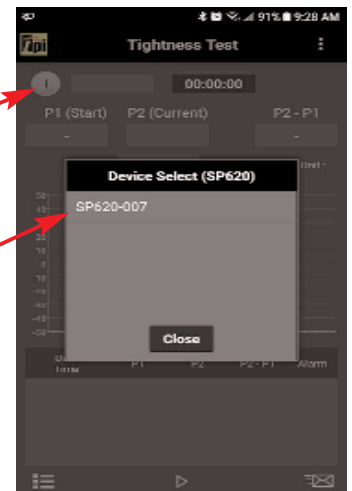 91% 9:28 AM
Tightness Test
00:00:00
P1 (Start) P2 (Current) P2 - P1
- -
Device Select (SP620)
SP620-007
Close
P1 P2 P2-P1 Alarm